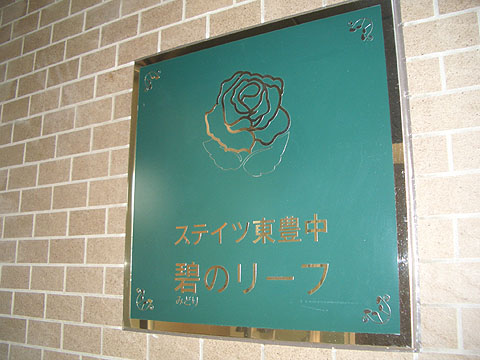 ステイツ東豊中
碧のリーフ
みどり